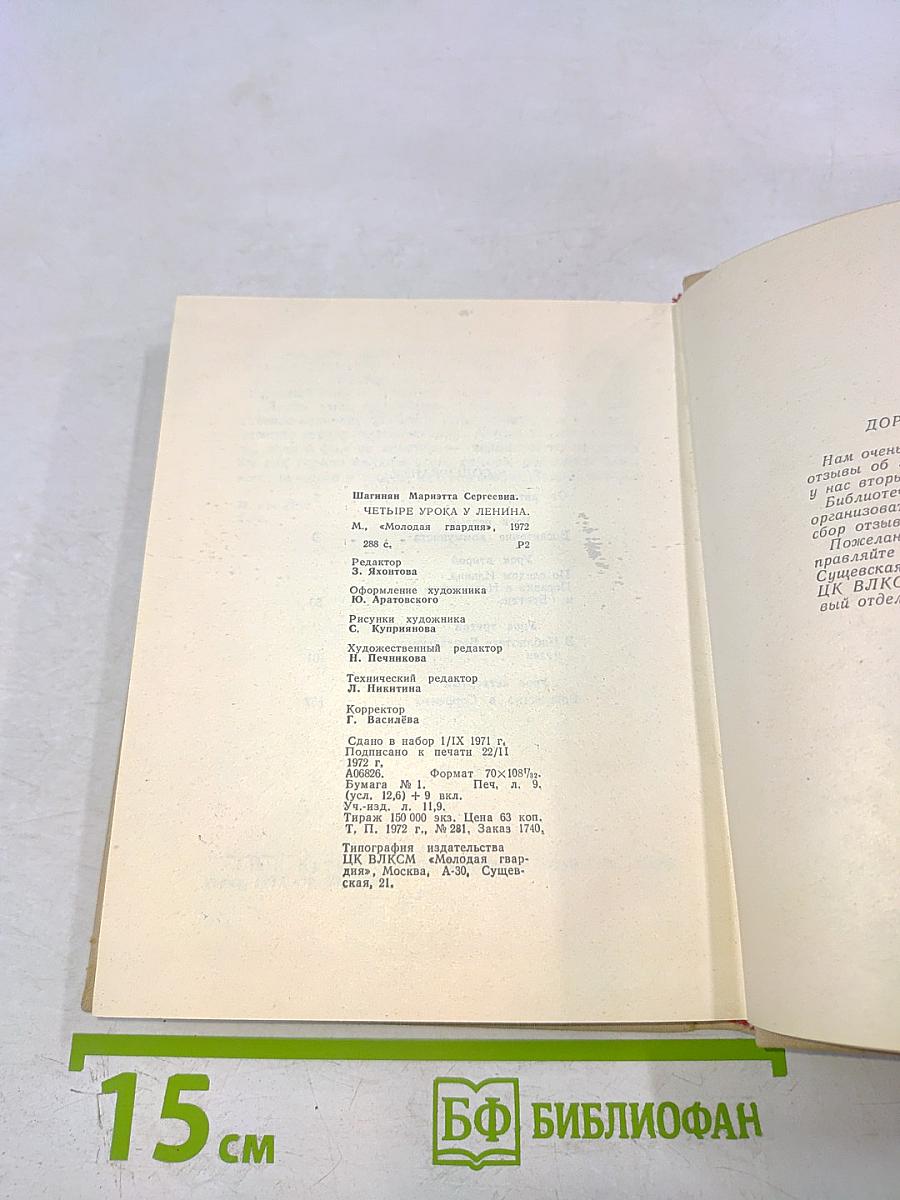 Шагинян Мариэтта Сергеевна.
ЧЕТЫРЕ УРОКА У ЛЕНИНА.
М., «Молодая гвардия», 1972
288 с. Р2
Редактор
З. Яхонтова
Оформление художника
Ю. Аратовского
Рисунки художника
С. Куприянова
Художественный редактор
Н. Печникова
Технический редактор
Л. Никитина
Корректор
Г. Василёва
Сдано в набор 1/IX 1971 г.
Подписано к печати 22/II
1972 г.
А06826. Формат 70×108¹/₃₂.
Бумага № 1. Печ. л. 9.
(усл. 12,6) + 9 вкл.
Уч.-изд. л. 11,9.
Тираж 150 000 экз. Цена 63 коп.
Т. П. 1972 г., № 281. Заказ 1740.
Типография издательства
ЦК ВЛКСМ «Молодая гвар-
дия», Москва, А-30, Сущев-
ская, 21.
ДОР
Нам очень
отзывы об
у нас вторы
Библиотеч
организоват
сбор отзыв
Пожелан
правляйте
Сущевская
ЦК ВЛКС
вый отдел
15 см
БФ БИБЛИОФАН